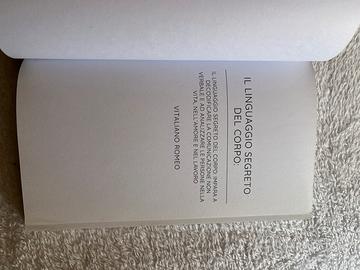 IL LINGUAGGIO SEGRETO
DEL CORPO:
IL LINGUAGGIO SEGRETO DEL CORPO: IMPARA A
DECODIFICARE LA COMUNICAZIONE NON
VERBALE E AD ANALIZZARE LE PERSONE NELLA
VITA, NELL'AMORE E NEL LAVORO
VITALIANO ROMEO